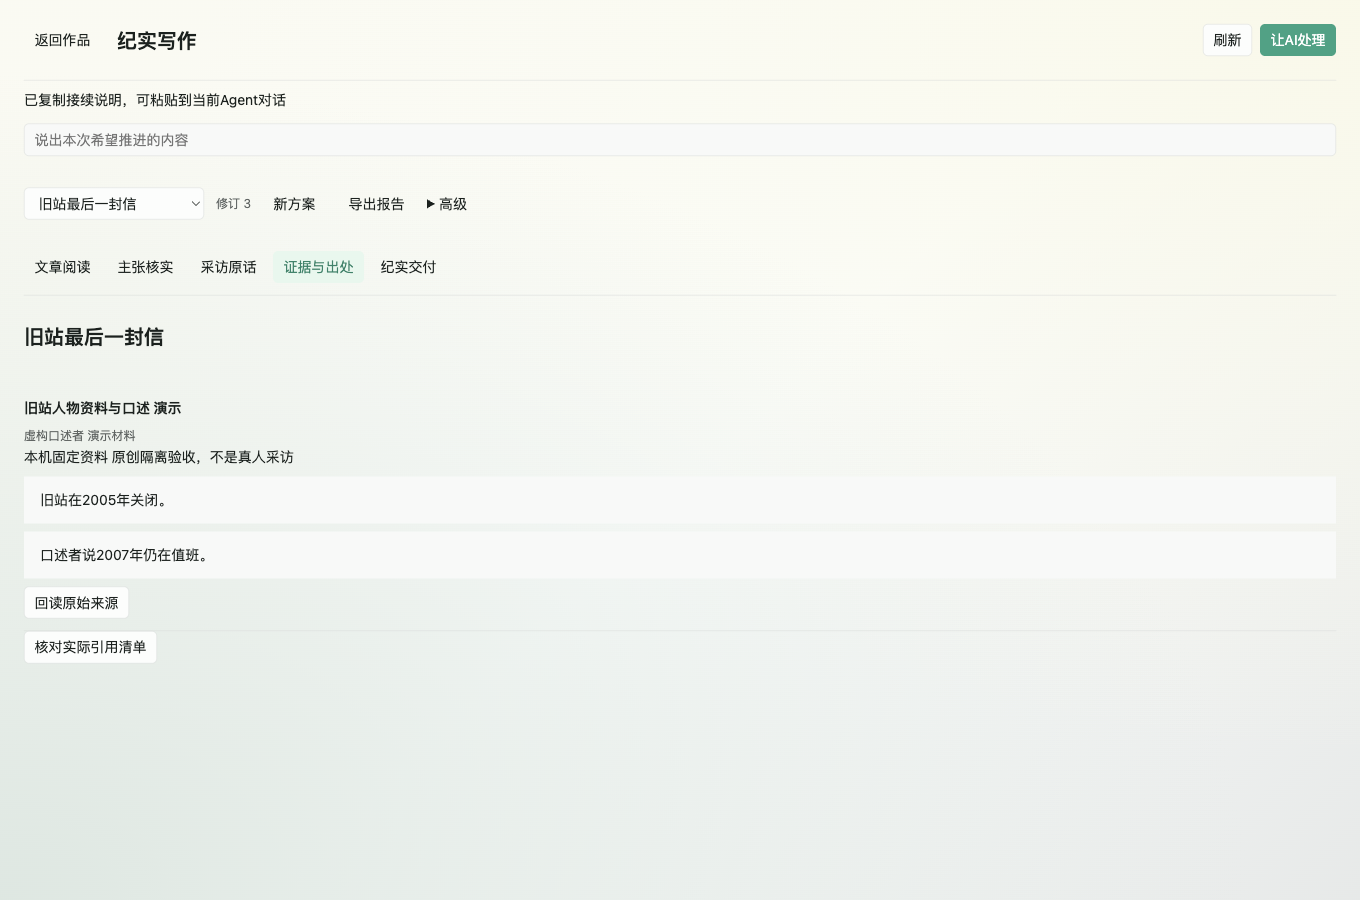 返回作品 纪实写作 刷新 让AI处理
已复制接续说明，可粘贴到当前Agent对话
说出本次希望推进的内容
旧站最后一封信 修订 3 新方案 导出报告 高级
文章阅读 主张核实 采访原话 证据与出处 纪实交付
旧站最后一封信
旧站人物资料与口述 演示
虚构口述者 演示材料
本机固定资料 原创隔离验收，不是真人采访
旧站在2005年关闭。
口述者说2007年仍在值班。
回读原始来源
核对实际引用清单